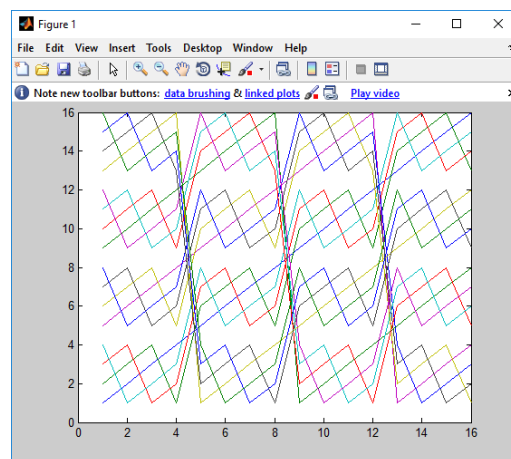 Figure 1
File Edit View Insert Tools Desktop Window Help
Note new toolbar buttons: data brushing & linked plots Play video
16
14
12
10
8
6
4
2
0
0 2 4 6 8 10 12 14 16